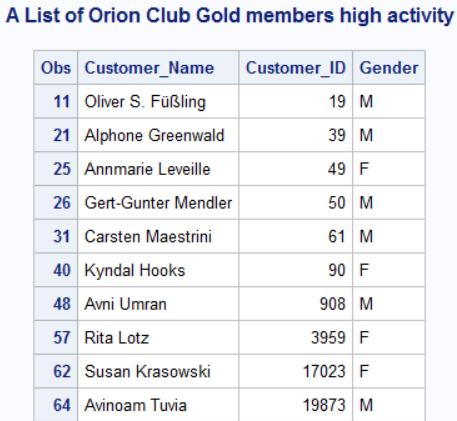 A List of Orion Club Gold members high activity
Obs Customer_Name Customer_ID Gender
11 Oliver S. Füßling 19 M
21 Alphone Greenwald 39 M
25 Annmarie Leveille 49 F
26 Gert-Gunter Mendler 50 M
31 Carsten Maestrini 61 M
40 Kyndal Hooks 90 F
48 Avni Umran 908 M
57 Rita Lotz 3959 F
62 Susan Krasowski 17023 F
64 Avinoam Tuvia 19873 M